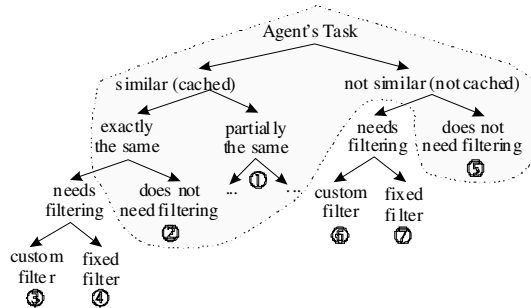 Agent's Task
similar (cached)
not similar (not cached)
exactly
the same
partially
the same
needs
filtering
does not
need filtering
⑤
needs
filtering
does not
need filtering
②
...
①
...
custom
filter
⑥
fixed
filter
⑦
custom
filter
③
fixed
filter
④